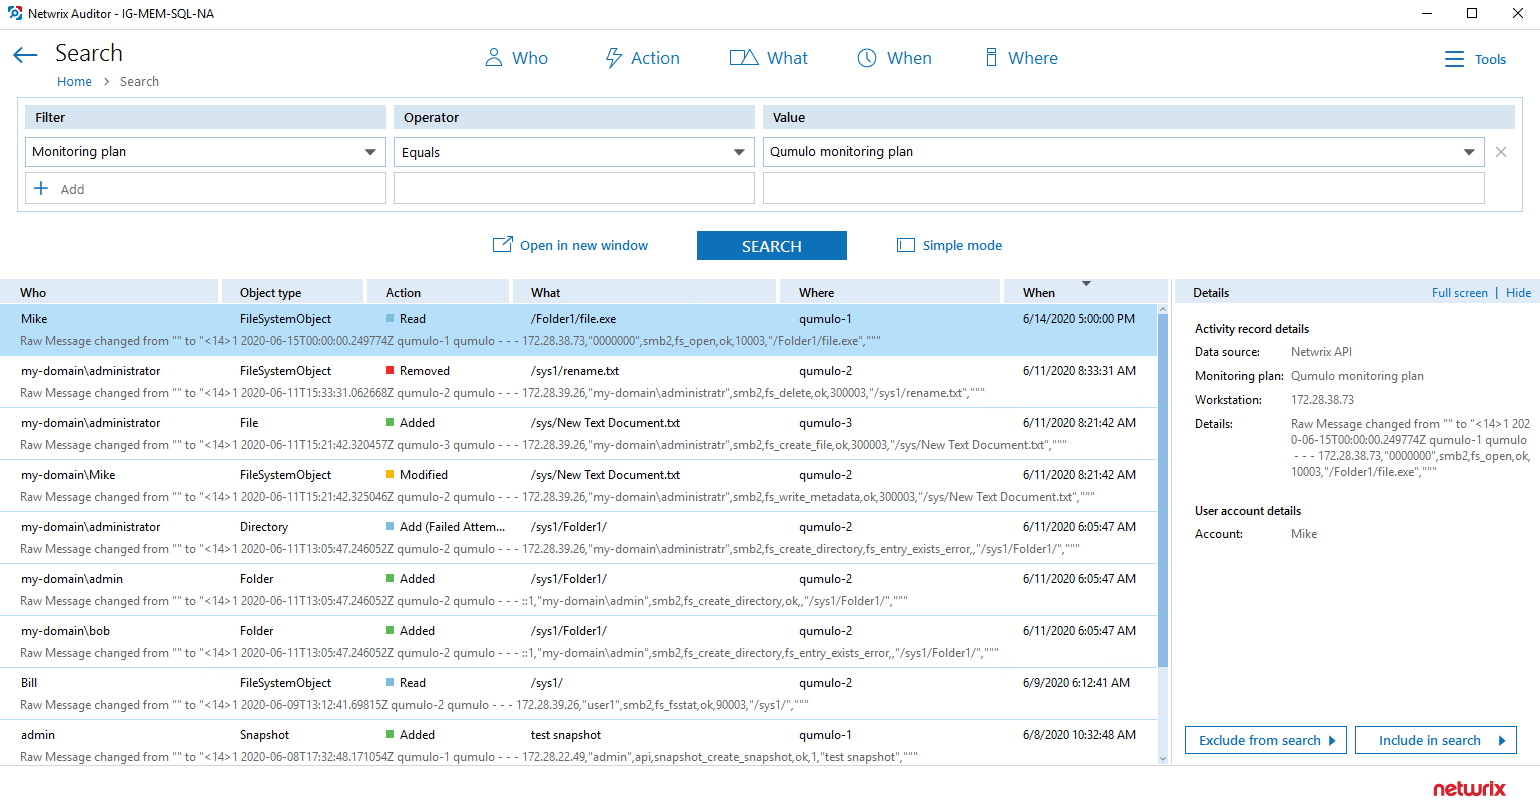 Netwrix Auditor - IG-MEM-SQL-NA
Search
Who Action What When Where
Tools
Home > Search
Filter Operator Value
Monitoring plan Equals Qumulo monitoring plan
+ Add
Open in new window SEARCH Simple mode
Who Object type Action What Where When
Mike FileSystemObject Read /Folder1/file.exe qumulo-1 6/14/2020 5:00:00 PM
Raw Message changed from "" to "<14>1 2020-06-15T00:00:00.249774Z qumulo-1 qumulo - - - 172.28.38.73,"0000000",smb2,fs_open,ok,10003,"/Folder1/file.exe","""
my-domain\administrator FileSystemObject Removed /sys1/rename.txt qumulo-2 6/11/2020 8:33:31 AM
Raw Message changed from "" to "<14>1 2020-06-11T15:33:31.062668Z qumulo-2 qumulo - - - 172.28.39.26,"my-domain\administratr",smb2,fs_delete,ok,300003,"/sys1/rename.txt","""
my-domain\administrator File Added /sys/New Text Document.txt qumulo-3 6/11/2020 8:21:42 AM
Raw Message changed from "" to "<14>1 2020-06-11T15:21:42.320457Z qumulo-3 qumulo - - - 172.28.39.26,"my-domain\administratr",smb2,fs_create_file,ok,300003,"/sys/New Text Document.txt","""
my-domain\Mike FileSystemObject Modified /sys/New Text Document.txt qumulo-2 6/11/2020 8:21:42 AM
Raw Message changed from "" to "<14>1 2020-06-11T15:21:42.325046Z qumulo-2 qumulo - - - 172.28.39.26,"my-domain\administratr",smb2,fs_write_metadata,ok,300003,"/sys/New Text Document.txt","""
my-domain\administrator Directory Add (Failed Attem... /sys1/Folder1/ qumulo-2 6/11/2020 6:05:47 AM
Raw Message changed from "" to "<14>1 2020-06-11T13:05:47.246052Z qumulo-2 qumulo - - - 172.28.39.26,"my-domain\administratr",smb2,fs_create_directory,fs_entry_exists_error,,"/sys1/Folder1/","""
my-domain\admin Folder Added /sys1/Folder1/ qumulo-2 6/11/2020 6:05:47 AM
Raw Message changed from "" to "<14>1 2020-06-11T13:05:47.246052Z qumulo-2 qumulo - - - ::1,"my-domain\admin",smb2,fs_create_directory,ok,,"/sys1/Folder1/","""
my-domain\bob Folder Added /sys1/Folder1/ qumulo-2 6/11/2020 6:05:47 AM
Raw Message changed from "" to "<14>1 2020-06-11T13:05:47.246052Z qumulo-2 qumulo - - - ::1,"my-domain\admin",smb2,fs_create_directory,fs_entry_exists_error,,"/sys1/Folder1/","""
Bill FileSystemObject Read /sys1/ qumulo-2 6/9/2020 6:12:41 AM
Raw Message changed from "" to "<14>1 2020-06-09T13:12:41.69815Z qumulo-2 qumulo - - - 172.28.39.26,"user1",smb2,fs_fsstat,ok,90003,"/sys1/","""
admin Snapshot Added test snapshot qumulo-1 6/8/2020 10:32:48 AM
Raw Message changed from "" to "<14>1 2020-06-08T17:32:48.171054Z qumulo-1 qumulo - - - 172.28.22.49,"admin",api,snapshot_create_snapshot,ok,1,"test snapshot","""
Details Full screen | Hide
Activity record details
Data source: Netwrix API
Monitoring plan: Qumulo monitoring plan
Workstation: 172.28.38.73
Details: Raw Message changed from "" to "<14>1 202
0-06-15T00:00:00.249774Z qumulo-1 qumulo
- - - 172.28.38.73,"0000000",smb2,fs_open,ok,
10003,"/Folder1/file.exe","""
User account details
Account: Mike
Exclude from search Include in search
netwrix